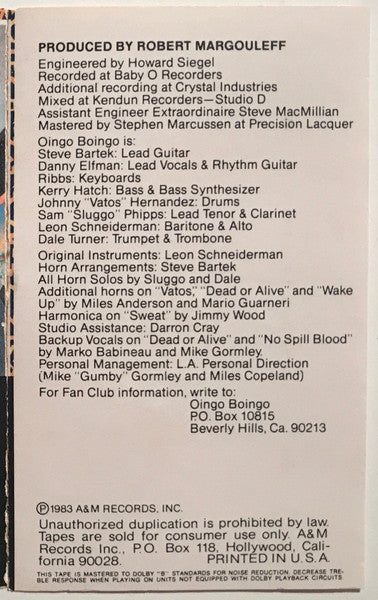 PRODUCED BY ROBERT MARGOULEFF
Engineered by Howard Siegel
Recorded at Baby O Recorders
Additional recording at Crystal Industries
Mixed at Kendun Recorders—Studio D
Assistant Engineer Extraordinaire Steve MacMillian
Mastered by Stephen Marcussen at Precision Lacquer
Oingo Boingo is:
Steve Bartek: Lead Guitar
Danny Elfman: Lead Vocals & Rhythm Guitar
Ribbs: Keyboards
Kerry Hatch: Bass & Bass Synthesizer
Johnny "Vatos" Hernandez: Drums
Sam "Sluggo" Phipps: Lead Tenor & Clarinet
Leon Schneiderman: Baritone & Alto
Dale Turner: Trumpet & Trombone
Original Instruments: Leon Schneiderman
Horn Arrangements: Steve Bartek
All Horn Solos by Sluggo and Dale
Additional horns on "Vatos," "Dead or Alive" and "Wake
Up" by Miles Anderson and Mario Guarneri
Harmonica on "Sweat" by Jimmy Wood
Studio Assistance: Darron Cray
Backup Vocals on "Dead or Alive" and "No Spill Blood"
by Marko Babineau and Mike Gormley.
Personal Management: L.A. Personal Direction
(Mike "Gumby" Gormley and Miles Copeland)
For Fan Club information, write to:
Oingo Boingo
P.O. Box 10815
Beverly Hills, Ca. 90213
Ⓟ1983 A&M RECORDS, INC.
Unauthorized duplication is prohibited by law.
Tapes are sold for consumer use only. A&M
Records Inc., P.O. Box 118, Hollywood, Cali-
fornia 90028. PRINTED IN U.S.A.
THIS TAPE IS MASTERED TO DOLBY "B" STANDARDS FOR NOISE REDUCTION. DECREASE TRE-
BLE RESPONSE WHEN PLAYING ON UNITS NOT EQUIPPED WITH DOLBY PLAYBACK CIRCUITS